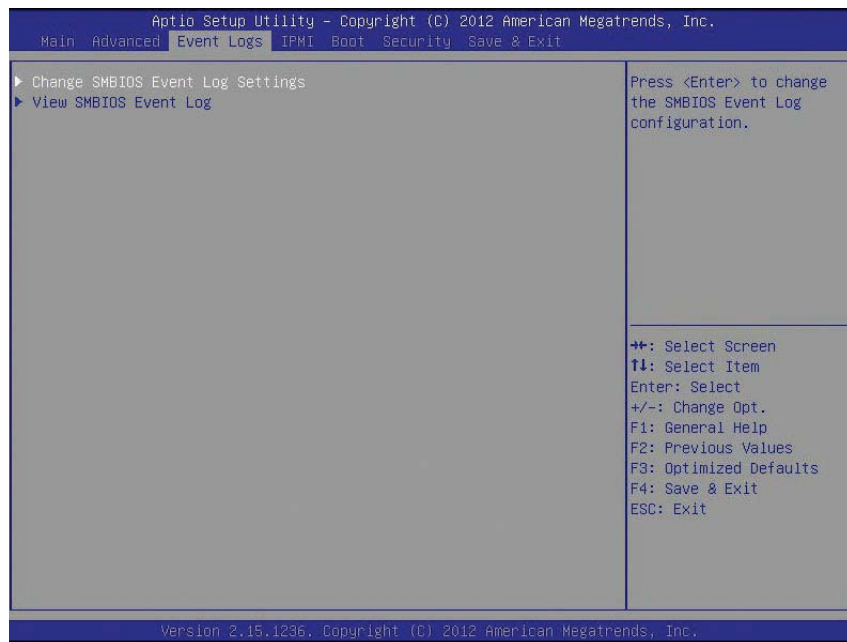 Aptio Setup Utility – Copyright (C) 2012 American Megatrends, Inc.
Main Advanced Event Logs IPMI Boot Security Save & Exit
▶ Change SMBIOS Event Log Settings
▶ View SMBIOS Event Log
Press <Enter> to change
the SMBIOS Event Log
configuration.
→←: Select Screen
↑↓: Select Item
Enter: Select
+/-: Change Opt.
F1: General Help
F2: Previous Values
F3: Optimized Defaults
F4: Save & Exit
ESC: Exit
Version 2.15.1236. Copyright (C) 2012 American Megatrends, Inc.